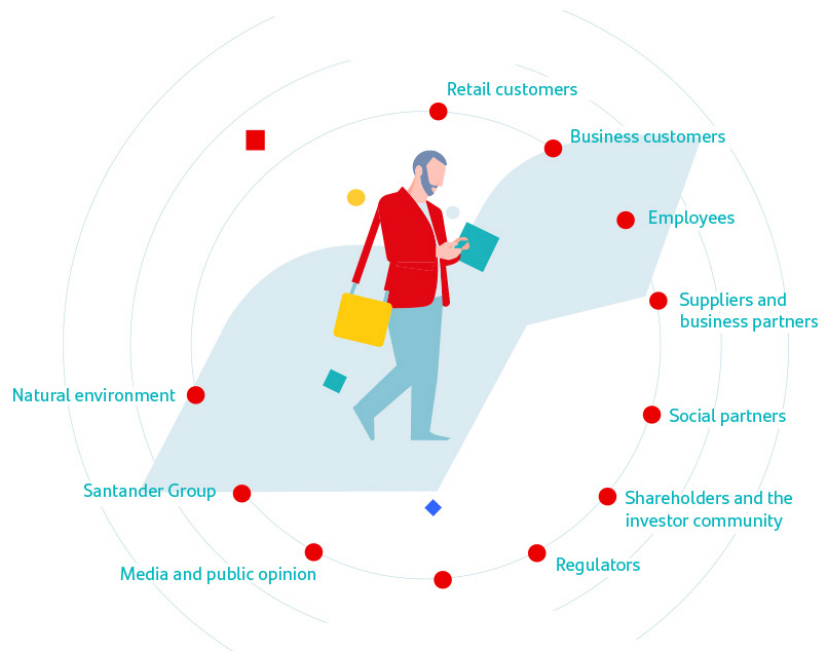 Retail customers
Business customers
Employees
Suppliers and
business partners
Social partners
Shareholders and the
investor community
Regulators
Media and public opinion
Santander Group
Natural environment